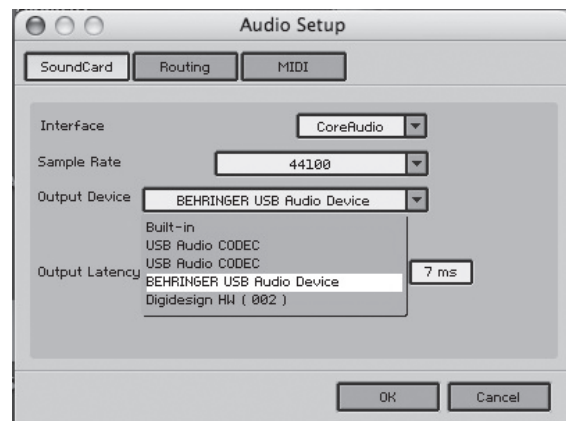 Audio Setup
SoundCard Routing MIDI
Interface CoreAudio
Sample Rate 44100
Output Device BEHRINGER USB Audio Device
Built-in
USB Audio CODEC
USB Audio CODEC
Output Latency 7 ms
BEHRINGER USB Audio Device
Digidesign HW ( 002 )
OK Cancel